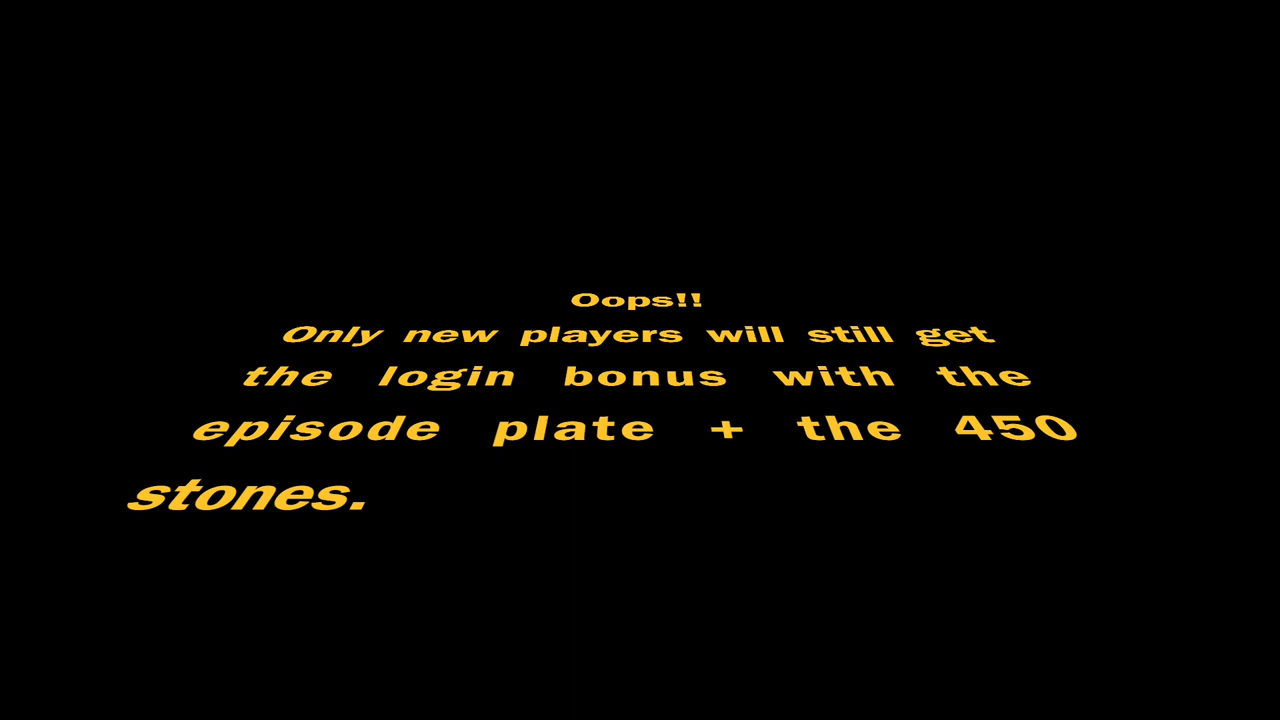 Oops!!
Only new players will still get
the login bonus with the
episode plate + the 450
stones.